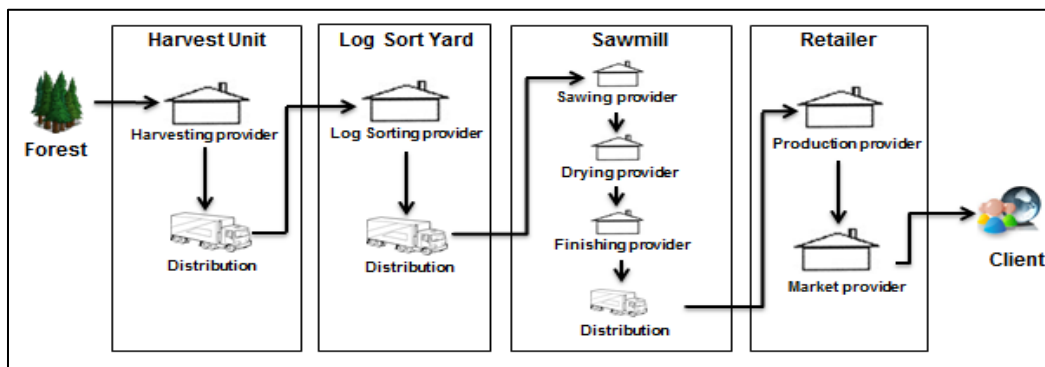 Harvest Unit
Log Sort Yard
Sawmill
Retailer
Forest
Harvesting provider
Distribution
Log Sorting provider
Distribution
Sawing provider
Drying provider
Finishing provider
Distribution
Production provider
Market provider
Client